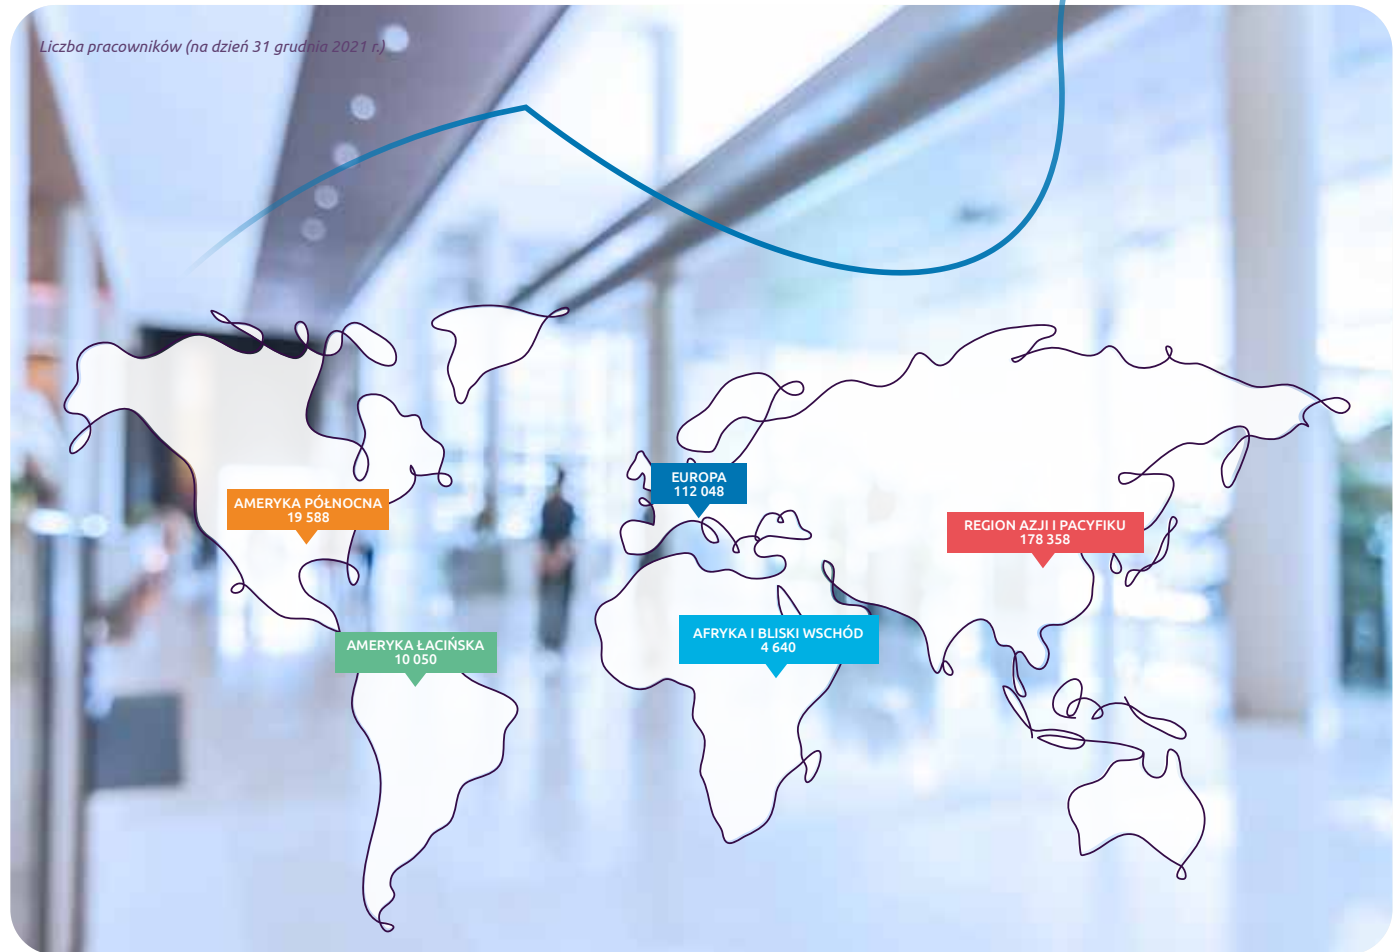 Liczba pracowników (na dzień 31 grudnia 2021 r.)
EUROPA
112 048
AMERYKA PÓŁNOCNA
19 588
REGION AZJI I PACYFIKU
178 358
AFRYKA I BLISKI WSCHÓD
4 640
AMERYKA ŁACIŃSKA
10 050